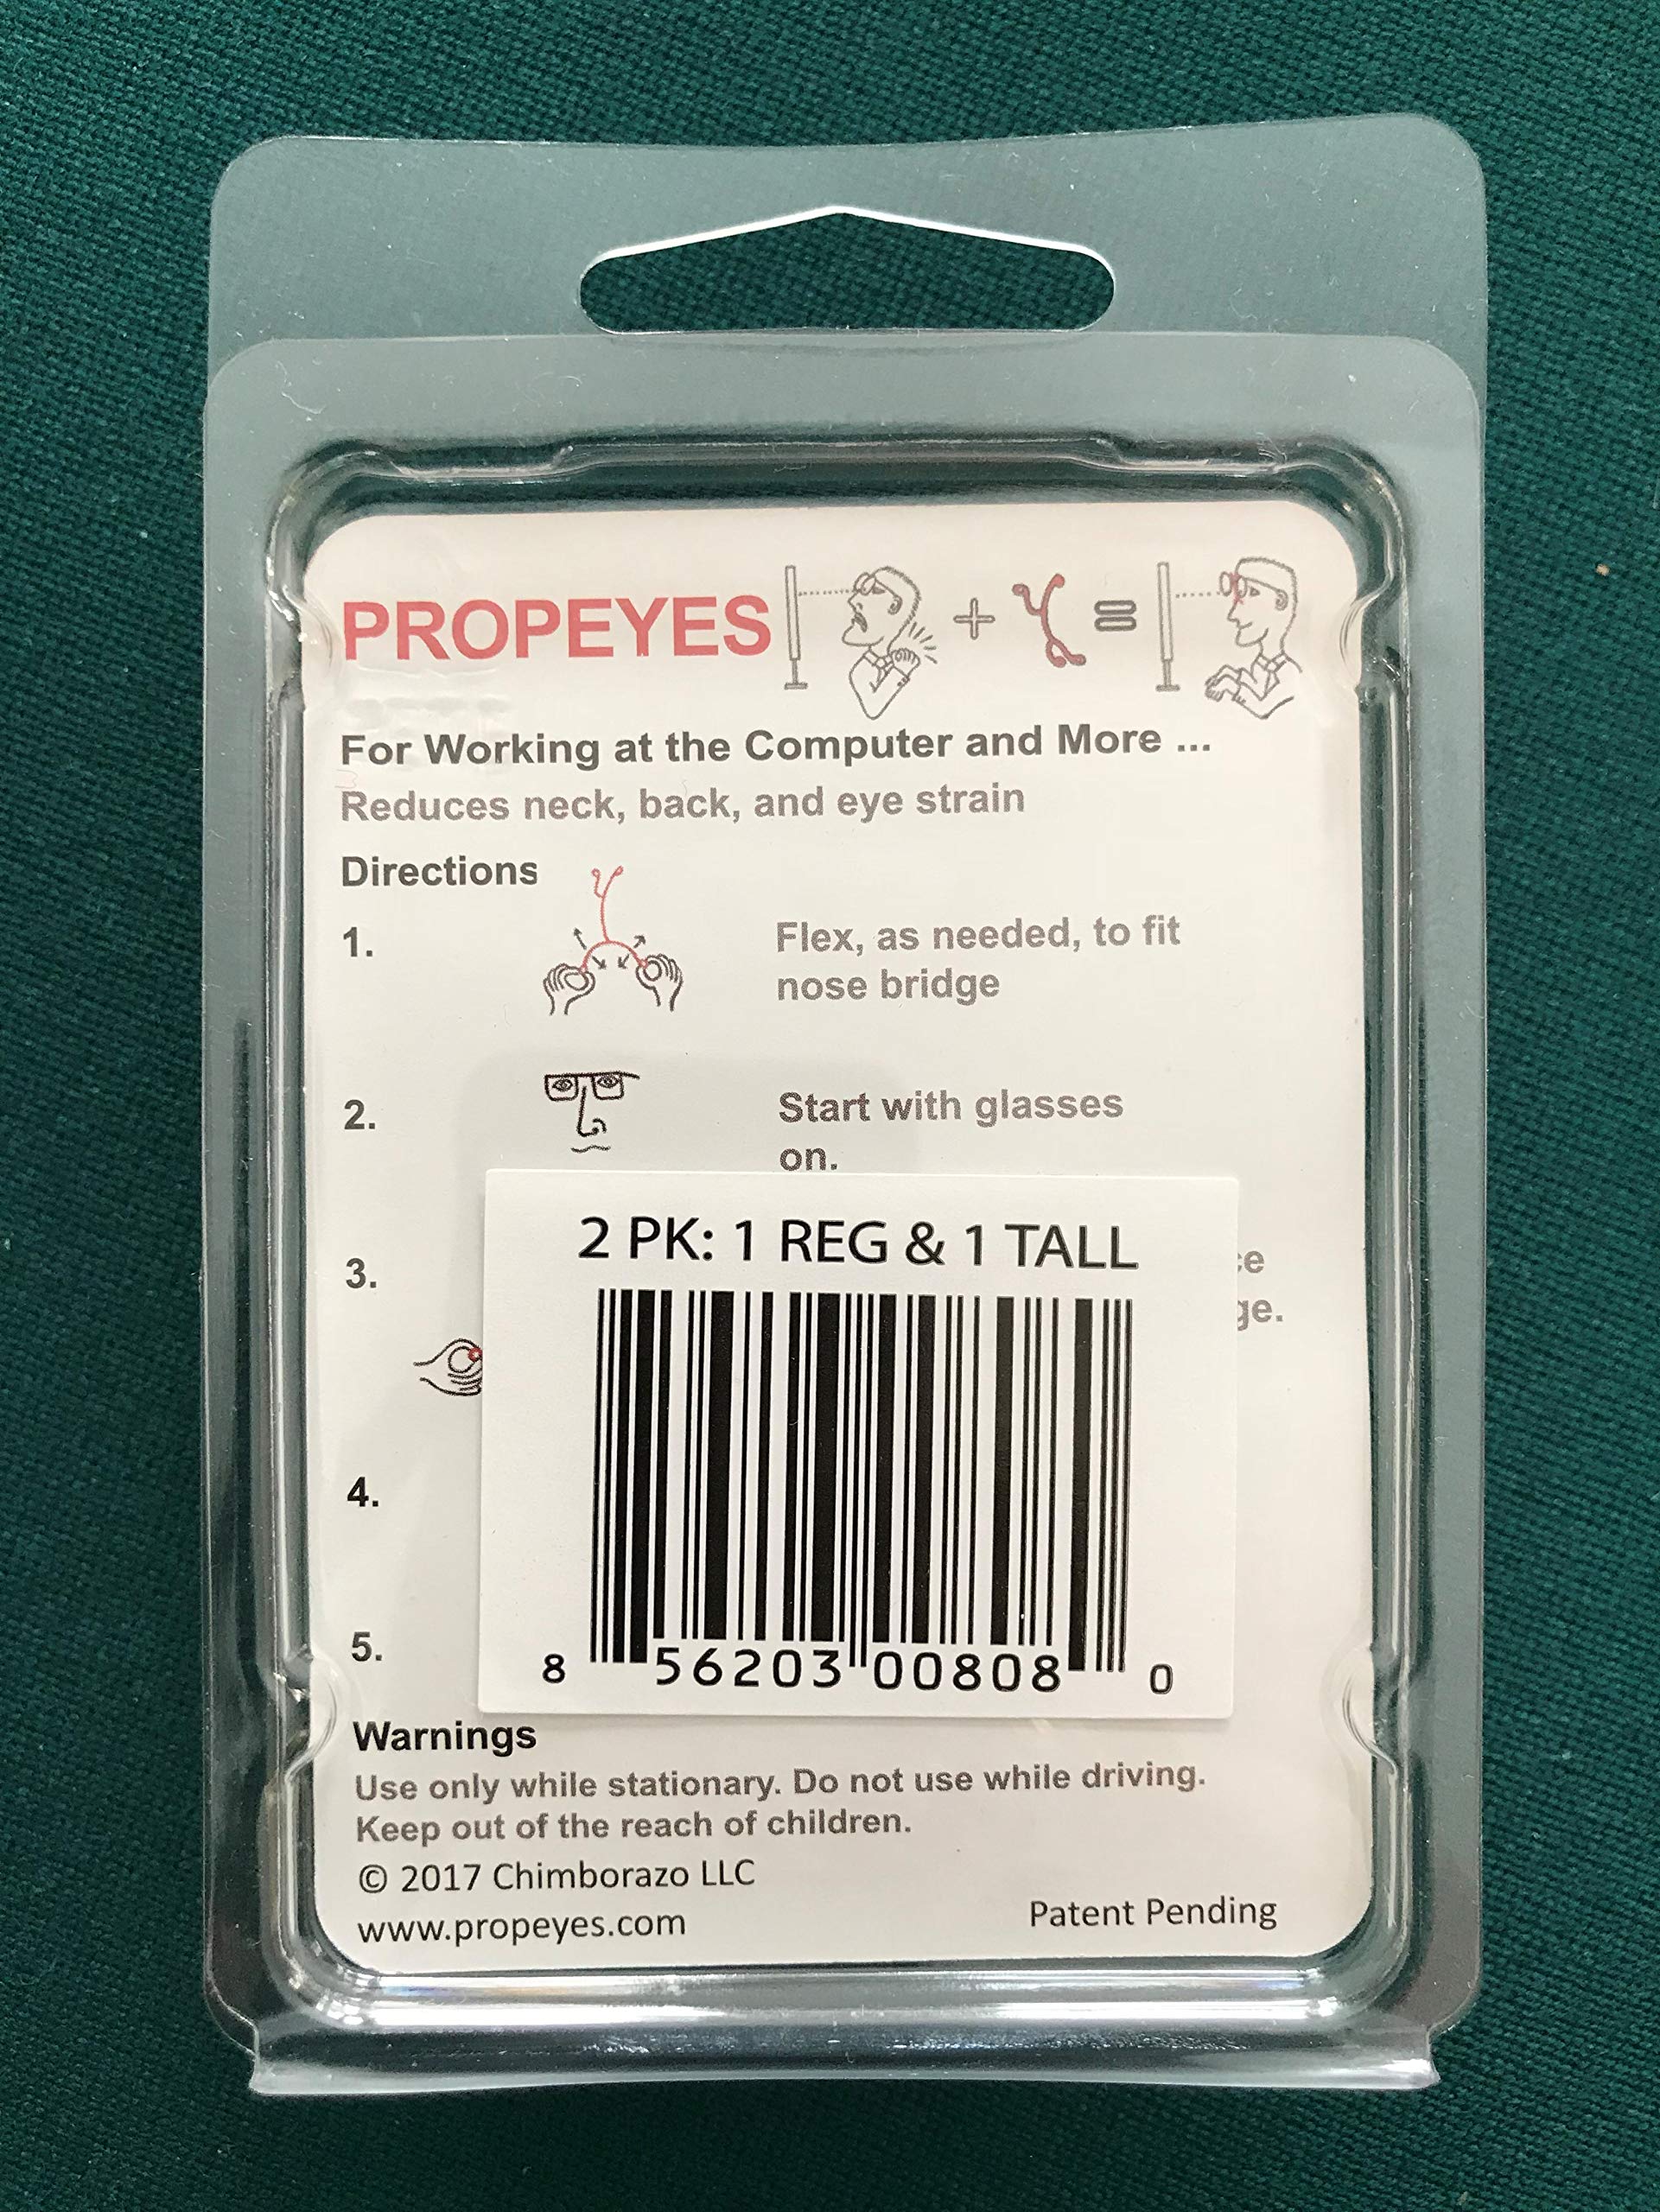 PROPEYES
For Working at the Computer and More ...
Reduces neck, back, and eye strain
Directions
1.
Flex, as needed, to fit
nose bridge
2.
Start with glasses
on.
2 PK: 1 REG & 1 TALL
3.
4.
5.
8 56203 00808 0
Warnings
Use only while stationary. Do not use while driving.
Keep out of the reach of children.
© 2017 Chimborazo LLC
www.propeyes.com
Patent Pending